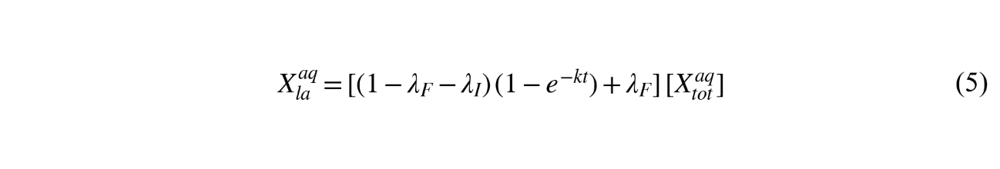 X_{la}^{aq} = [(1 − λ_F − λ_I)(1 − e^{−kt}) + λ_F][X_{tot}^{aq}] (5)